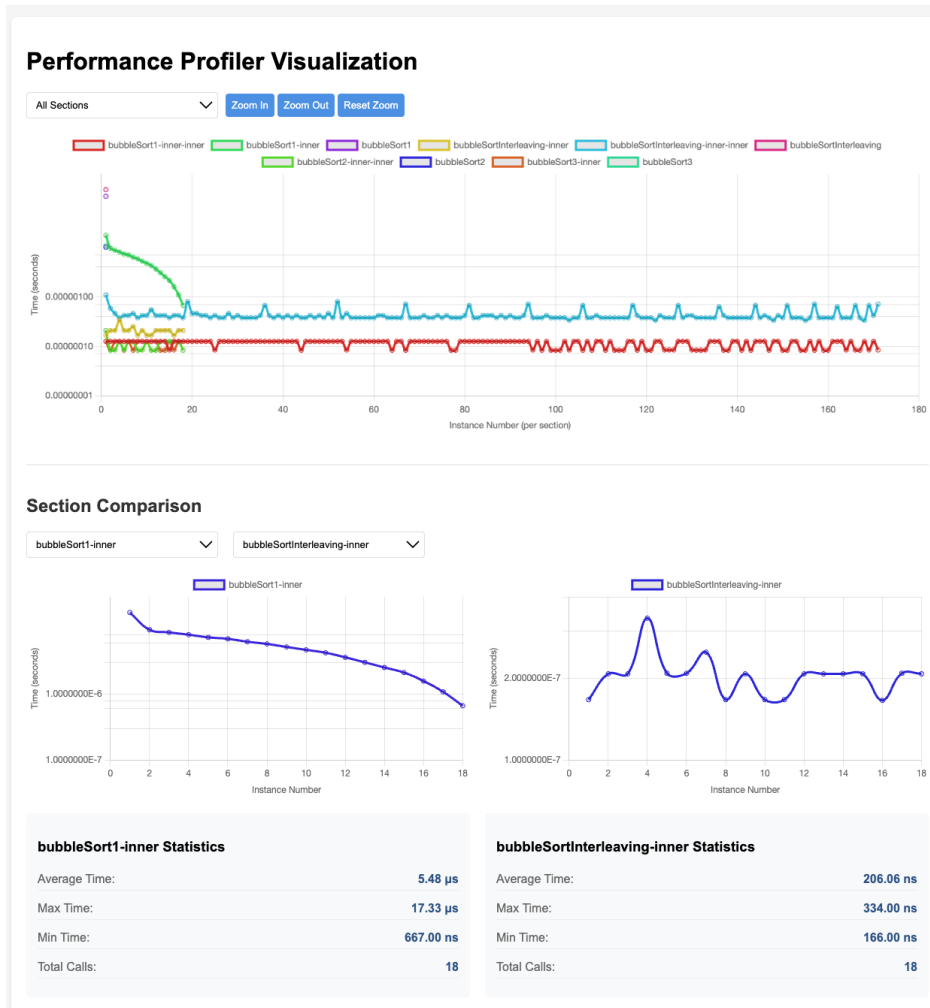 Performance Profiler Visualization
All Sections Zoom In Zoom Out Reset Zoom
bubbleSort1-inner-inner bubbleSort1-inner bubbleSort1 bubbleSortInterleaving-inner bubbleSortInterleaving-inner-inner bubbleSortInterleaving
bubbleSort2-inner-inner bubbleSort2 bubbleSort3-inner bubbleSort3
Time (seconds)
0.00000100
0.00000010
0.00000001
0 20 40 60 80 100 120 140 160 180
Instance Number (per section)
Section Comparison
bubbleSort1-inner bubbleSortInterleaving-inner
bubbleSort1-inner
Time (seconds)
1.0000000E-6
1.0000000E-7
0 2 4 6 8 10 12 14 16 18
Instance Number
bubbleSortInterleaving-inner
Time (seconds)
2.0000000E-7
1.0000000E-7
0 2 4 6 8 10 12 14 16 18
Instance Number
bubbleSort1-inner Statistics
Average Time: 5.48 µs
Max Time: 17.33 µs
Min Time: 667.00 ns
Total Calls: 18
bubbleSortInterleaving-inner Statistics
Average Time: 206.06 ns
Max Time: 334.00 ns
Min Time: 166.00 ns
Total Calls: 18